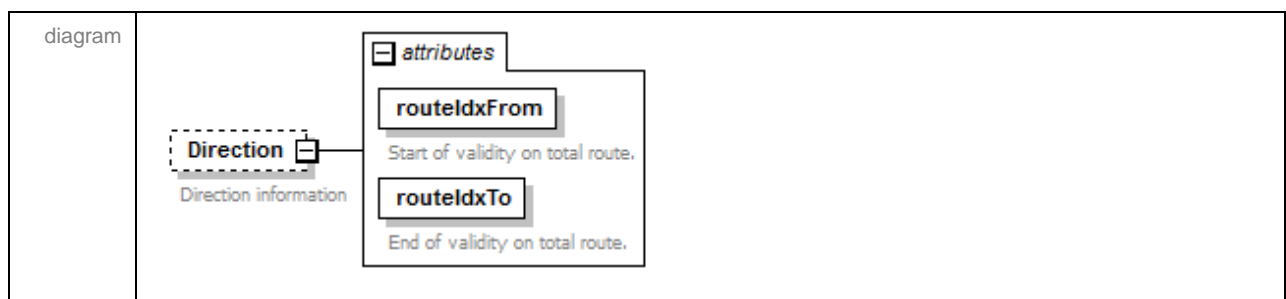 diagram
attributes
routeIdxFrom
Start of validity on total route.
Direction
Direction information
routeIdxTo
End of validity on total route.